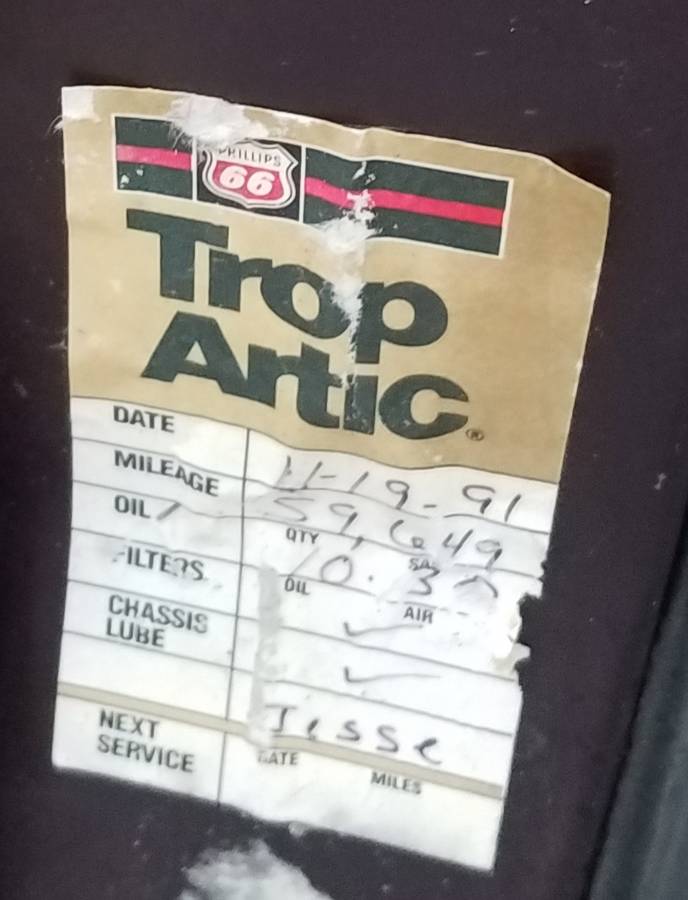 PHILLIPS
66
Trop
Artic®
DATE 11-19-91
MILEAGE 59,649
OIL QTY SAE
10.30
FILTERS OIL AIR
CHASSIS
LUBE
Jesse
NEXT
SERVICE DATE MILES